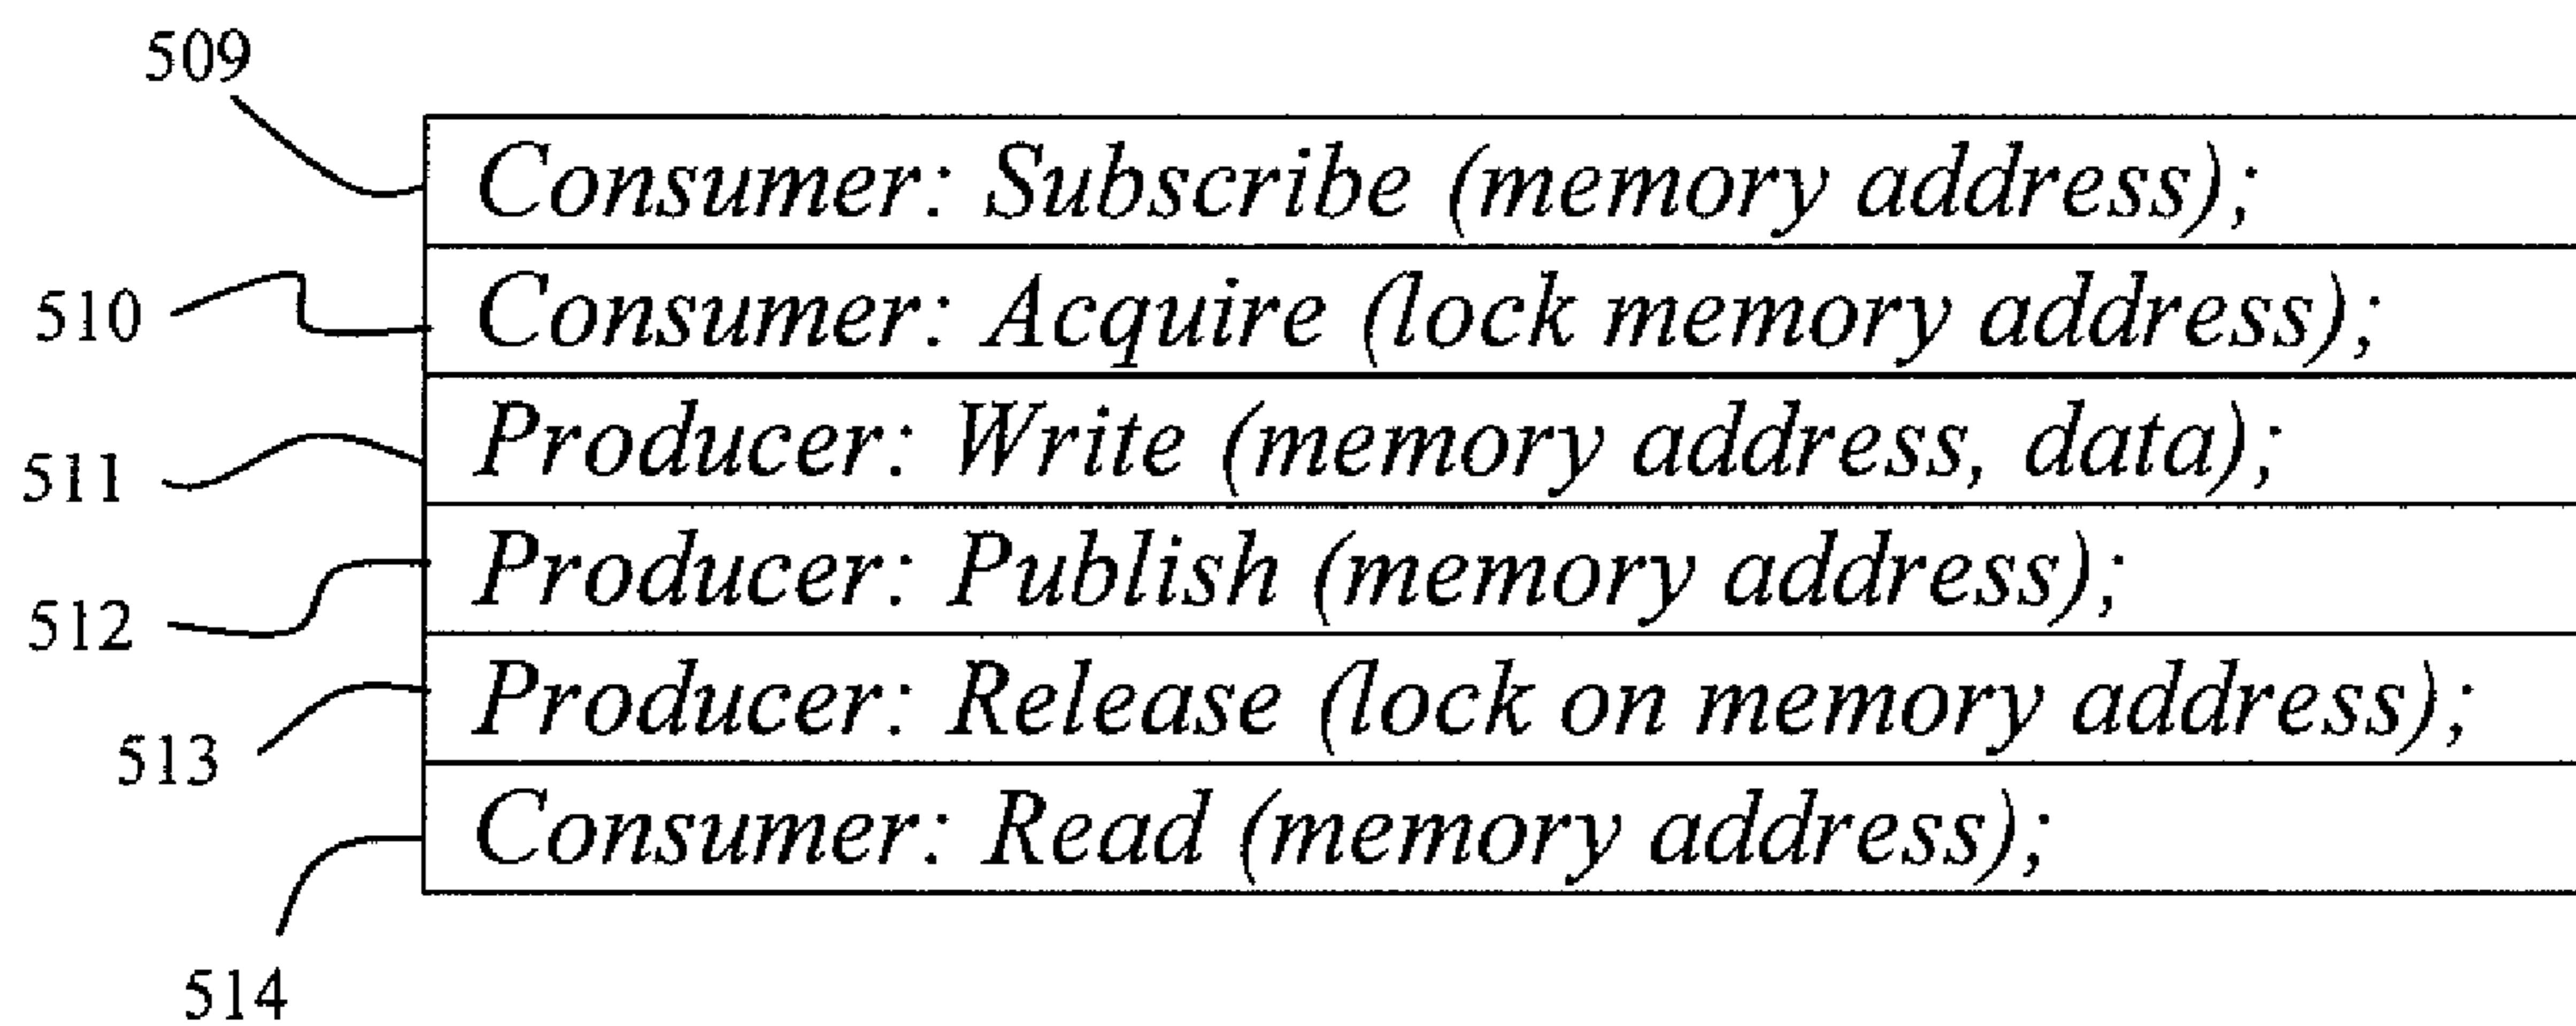 509
Consumer: Subscribe (memory address);
510
Consumer: Acquire (lock memory address);
511
Producer: Write (memory address, data);
512
Producer: Publish (memory address);
513
Producer: Release (lock on memory address);
514
Consumer: Read (memory address);